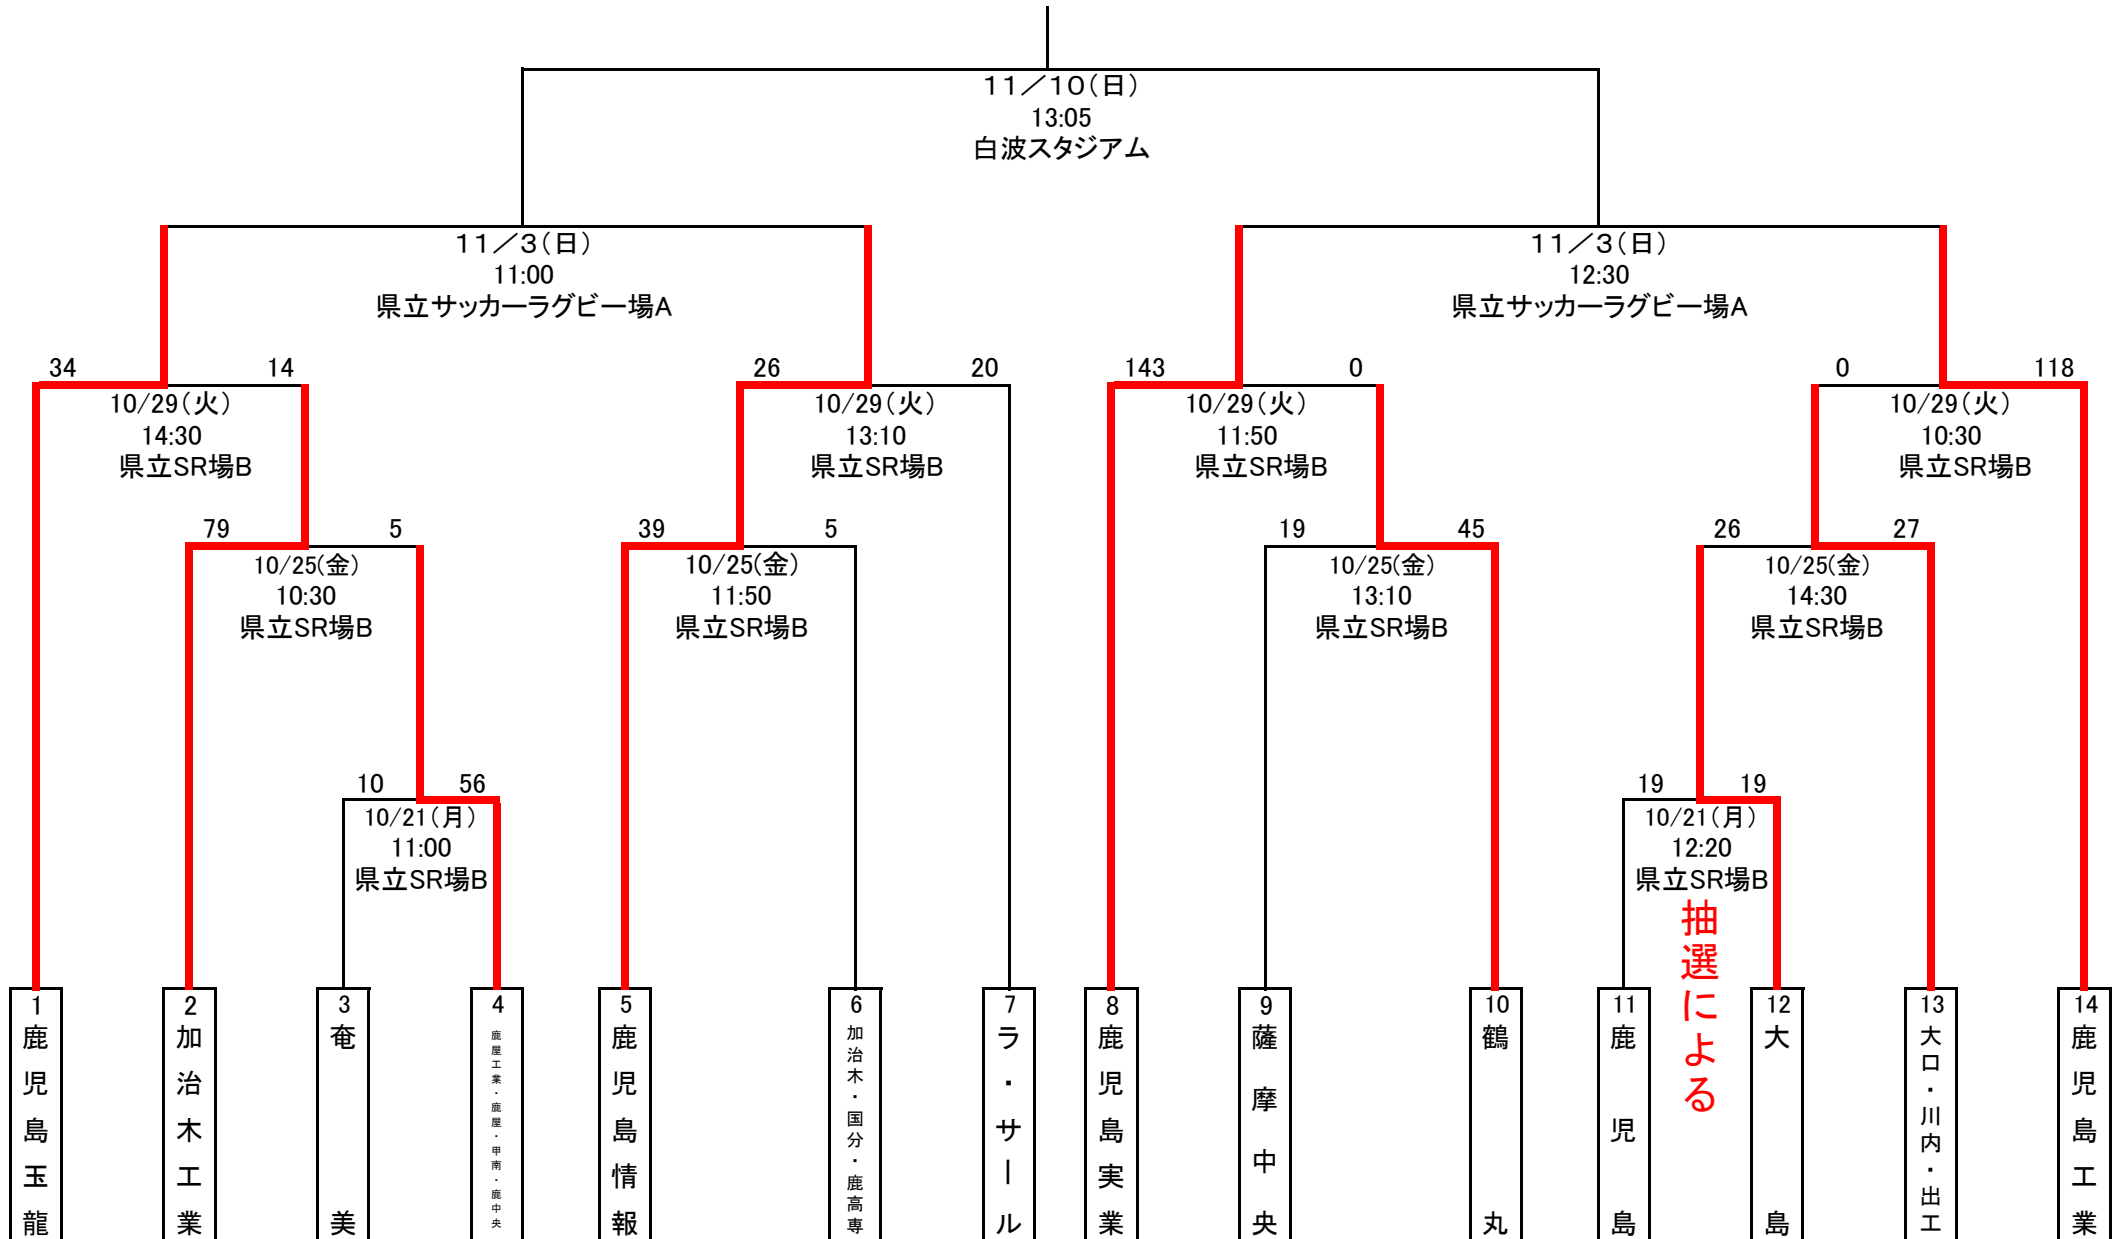 11/10(日)
13:05
白波スタジアム
11/3(日)
11:00
県立サッカーラグビー場A
11/3(日)
12:30
県立サッカーラグビー場A
34 14
10/29(火)
14:30
県立SR場B
26 20
10/29(火)
13:10
県立SR場B
143 0
10/29(火)
11:50
県立SR場B
0 118
10/29(火)
10:30
県立SR場B
79 5
10/25(金)
10:30
県立SR場B
39 5
10/25(金)
11:50
県立SR場B
19 45
10/25(金)
13:10
県立SR場B
26 27
10/25(金)
14:30
県立SR場B
10 56
10/21(月)
11:00
県立SR場B
19 19
10/21(月)
12:20
県立SR場B
抽選による
1 鹿児島玉龍
2 加治木工業
3 奄美
4 鹿屋工業・鹿屋・甲南・鹿中央
5 鹿児島情報
6 加治木・国分・鹿高専
7 ラ・サール
8 鹿児島実業
9 薩摩中央
10 鶴丸
11 鹿児島
12 大島
13 大口・川内・出工
14 鹿児島工業